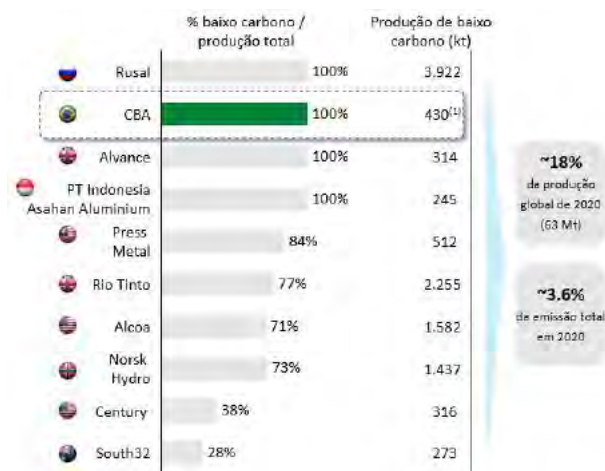 % baixo carbono /
produção total
Produção de baixo
carbono (kt)
Rusal 100% 3.922
CBA 100% 430(1)
Alvance 100% 314
PT Indonesia
Asahan Aluminium 100% 245
Press
Metal 84% 512
Rio Tinto 77% 2.255
Alcoa 71% 1.582
Norsk
Hydro 73% 1.437
Century 38% 316
South32 28% 273
~18%
da produção
global de 2020
(63 Mt)
~3.6%
da emissão total
em 2020